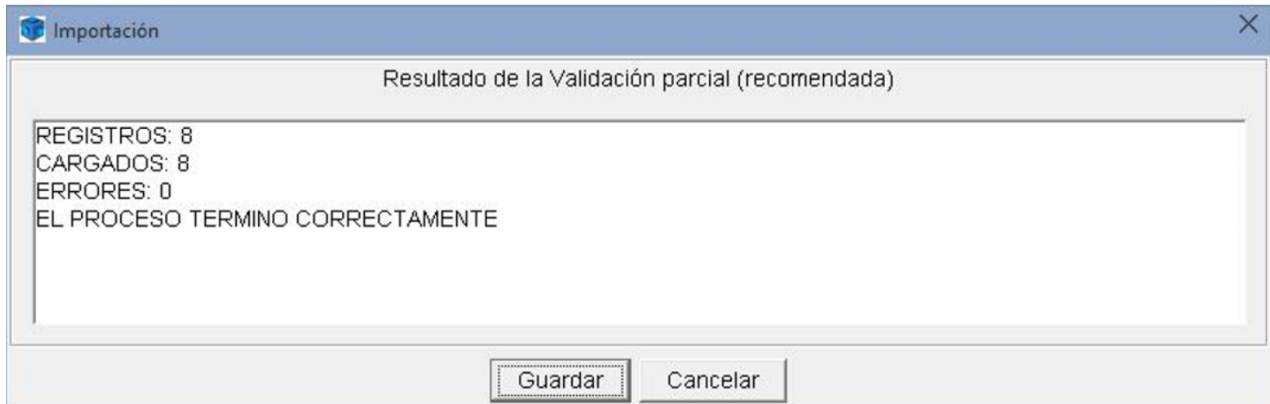 Importación
Resultado de la Validación parcial (recomendada)
REGISTROS: 8
CARGADOS: 8
ERRORES: 0
EL PROCESO TERMINO CORRECTAMENTE
Guardar
Cancelar